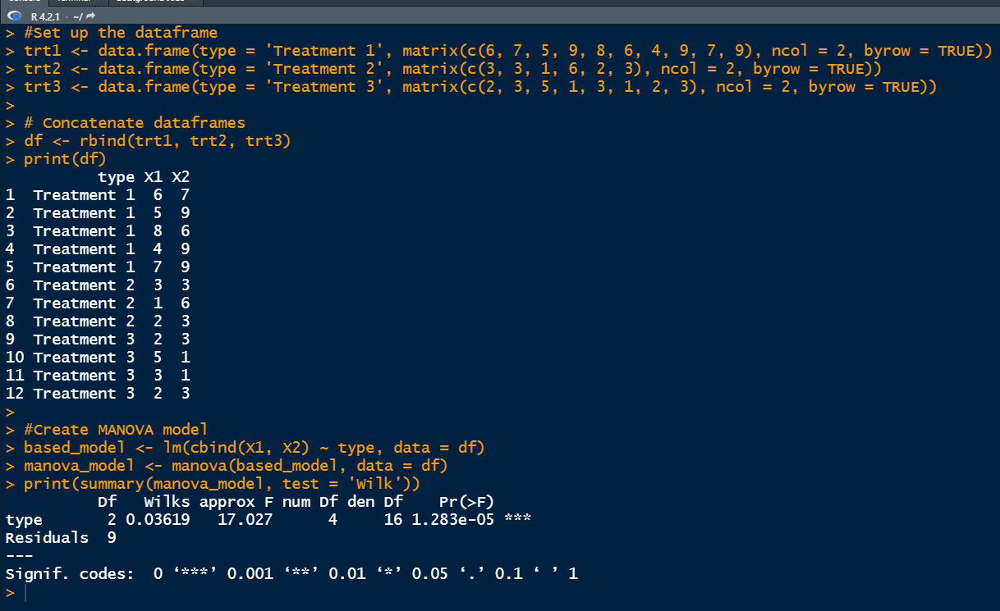 R 4.2.1 · ~/
> #Set up the dataframe
> trt1 <- data.frame(type = 'Treatment 1', matrix(c(6, 7, 5, 9, 8, 6, 4, 9, 7, 9), ncol = 2, byrow = TRUE))
> trt2 <- data.frame(type = 'Treatment 2', matrix(c(3, 3, 1, 6, 2, 3), ncol = 2, byrow = TRUE))
> trt3 <- data.frame(type = 'Treatment 3', matrix(c(2, 3, 5, 1, 3, 1, 2, 3), ncol = 2, byrow = TRUE))
>
> # Concatenate dataframes
> df <- rbind(trt1, trt2, trt3)
> print(df)
          type X1 X2
1  Treatment 1  6  7
2  Treatment 1  5  9
3  Treatment 1  8  6
4  Treatment 1  4  9
5  Treatment 1  7  9
6  Treatment 2  3  3
7  Treatment 2  1  6
8  Treatment 2  2  3
9  Treatment 3  2  3
10 Treatment 3  5  1
11 Treatment 3  3  1
12 Treatment 3  2  3
>
> #Create MANOVA model
> based_model <- lm(cbind(X1, X2) ~ type, data = df)
> manova_model <- manova(based_model, data = df)
> print(summary(manova_model, test = 'Wilk'))
          Df    Wilks approx F num Df den Df    Pr(>F)
type       2 0.03619   17.027      4     16 1.283e-05 ***
Residuals  9
---
Signif. codes:  0 ‘***’ 0.001 ‘**’ 0.01 ‘*’ 0.05 ‘.’ 0.1 ‘ ’ 1
>